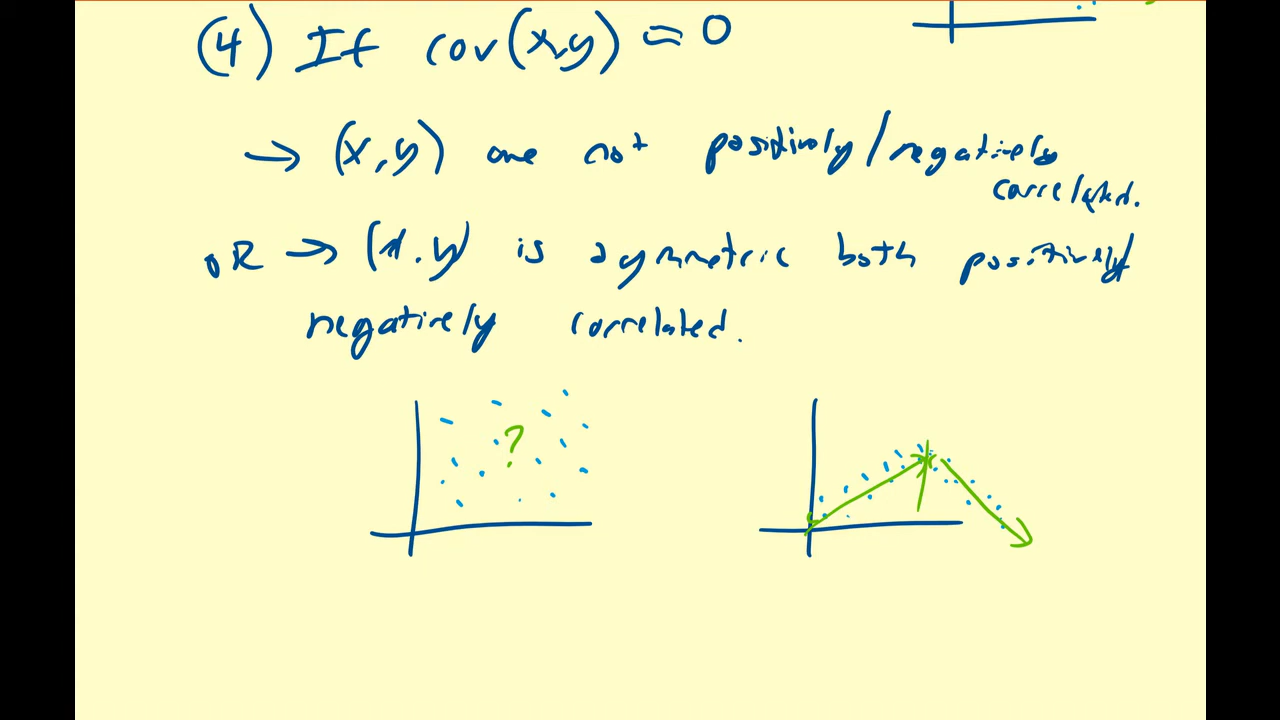 (4) If cov(x,y) = 0
→ (x,y) are not positively/negatively
correlated.
OR → (x,y) is symmetric both positively/
negatively correlated.
?